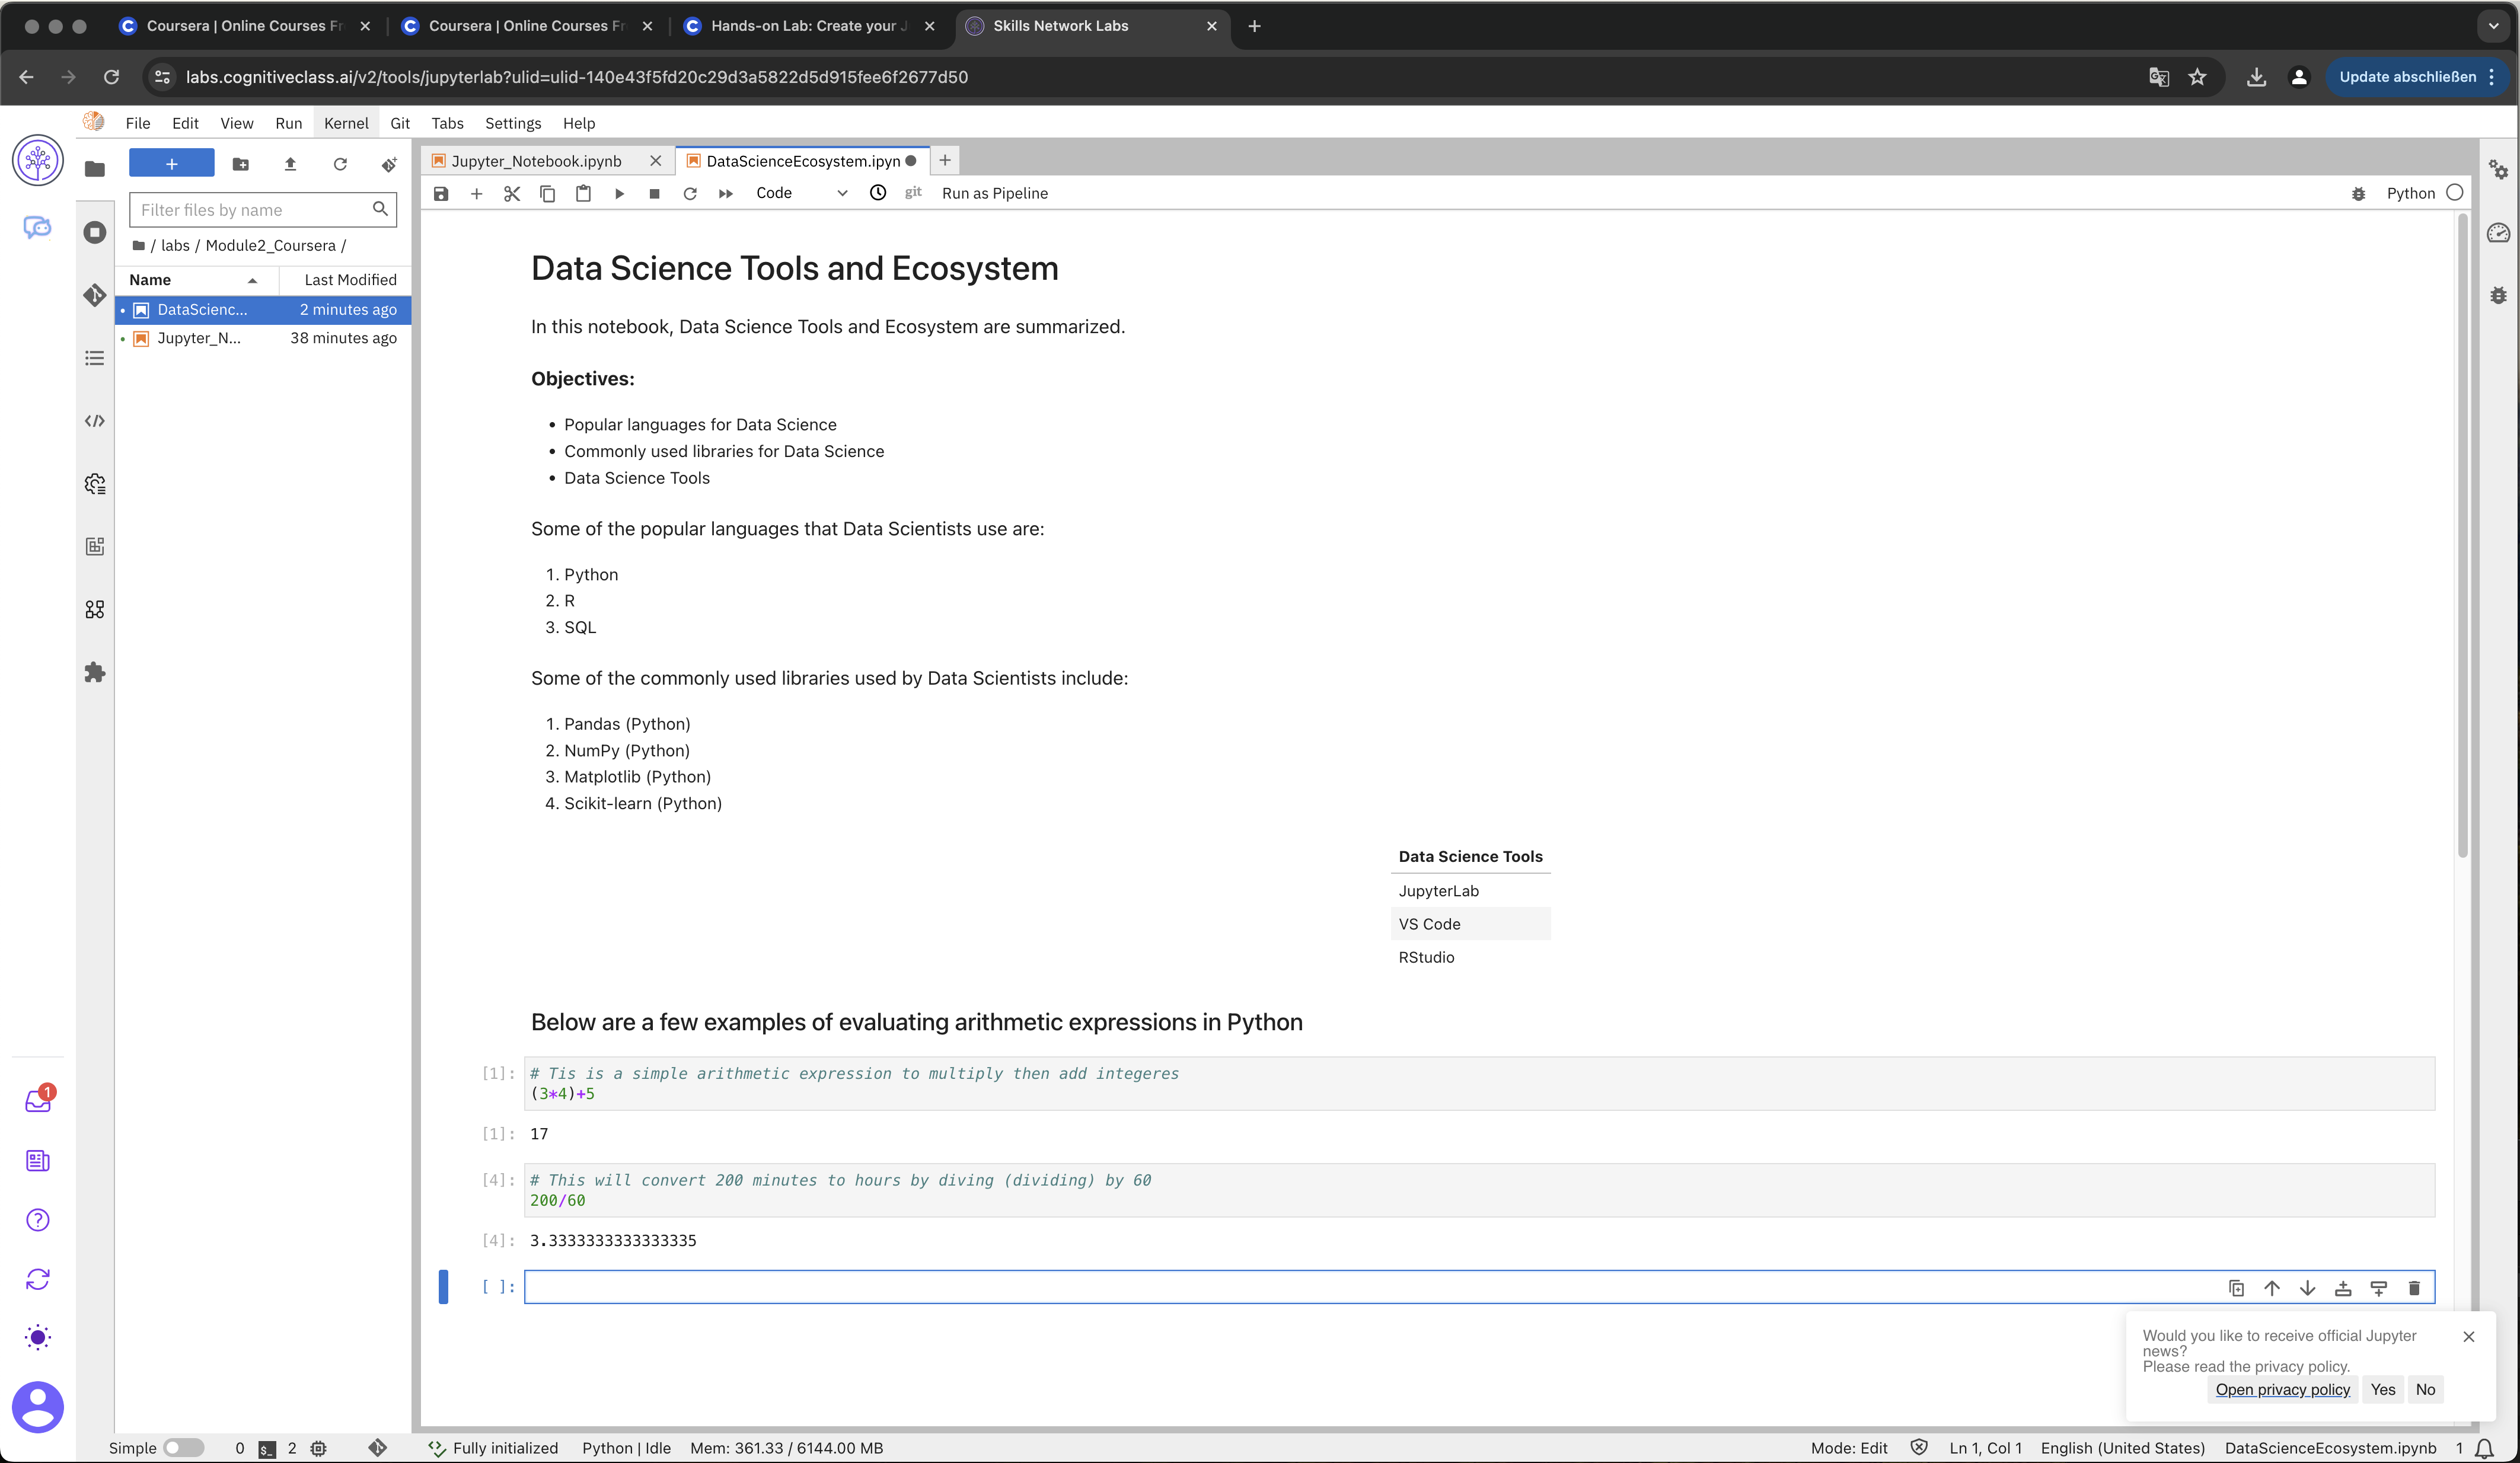 Coursera | Online Courses Fr
Coursera | Online Courses Fr
Hands-on Lab: Create your J
Skills Network Labs
labs.cognitiveclass.ai/v2/tools/jupyterlab?ulid=ulid-140e43f5fd20c29d3a5822d5d915fee6f2677d50
Update abschließen
File Edit View Run Kernel Git Tabs Settings Help
Filter files by name
/ labs / Module2_Coursera /
Name Last Modified
DataScienc... 2 minutes ago
Jupyter_N... 38 minutes ago
Jupyter_Notebook.ipynb
DataScienceEcosystem.ipyn
Code
git
Run as Pipeline
Python
Data Science Tools and Ecosystem
In this notebook, Data Science Tools and Ecosystem are summarized.
Objectives:
• Popular languages for Data Science
• Commonly used libraries for Data Science
• Data Science Tools
Some of the popular languages that Data Scientists use are:
1. Python
2. R
3. SQL
Some of the commonly used libraries used by Data Scientists include:
1. Pandas (Python)
2. NumPy (Python)
3. Matplotlib (Python)
4. Scikit-learn (Python)
Data Science Tools
JupyterLab
VS Code
RStudio
Below are a few examples of evaluating arithmetic expressions in Python
[1]: # Tis is a simple arithmetic expression to multiply then add integeres
(3*4)+5
[1]: 17
[4]: # This will convert 200 minutes to hours by diving (dividing) by 60
200/60
[4]: 3.3333333333333335
[ ]:
1
Would you like to receive official Jupyter
news?
Please read the privacy policy.
Open privacy policy Yes No
Simple 0 $_ 2 Fully initialized Python | Idle Mem: 361.33 / 6144.00 MB Mode: Edit Ln 1, Col 1 English (United States) DataScienceEcosystem.ipynb 1